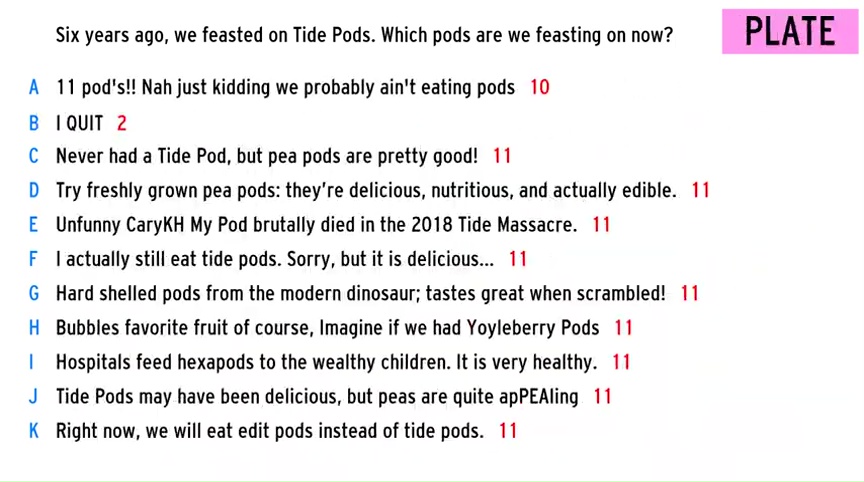 Six years ago, we feasted on Tide Pods. Which pods are we feasting on now?
PLATE
A 11 pod's!! Nah just kidding we probably ain't eating pods 10
B I QUIT 2
C Never had a Tide Pod, but pea pods are pretty good! 11
D Try freshly grown pea pods: they're delicious, nutritious, and actually edible. 11
E Unfunny CaryKH My Pod brutally died in the 2018 Tide Massacre. 11
F I actually still eat tide pods. Sorry, but it is delicious... 11
G Hard shelled pods from the modern dinosaur; tastes great when scrambled! 11
H Bubbles favorite fruit of course, Imagine if we had Yoyleberry Pods 11
I Hospitals feed hexapods to the wealthy children. It is very healthy. 11
J Tide Pods may have been delicious, but peas are quite apPEAling 11
K Right now, we will eat edit pods instead of tide pods. 11